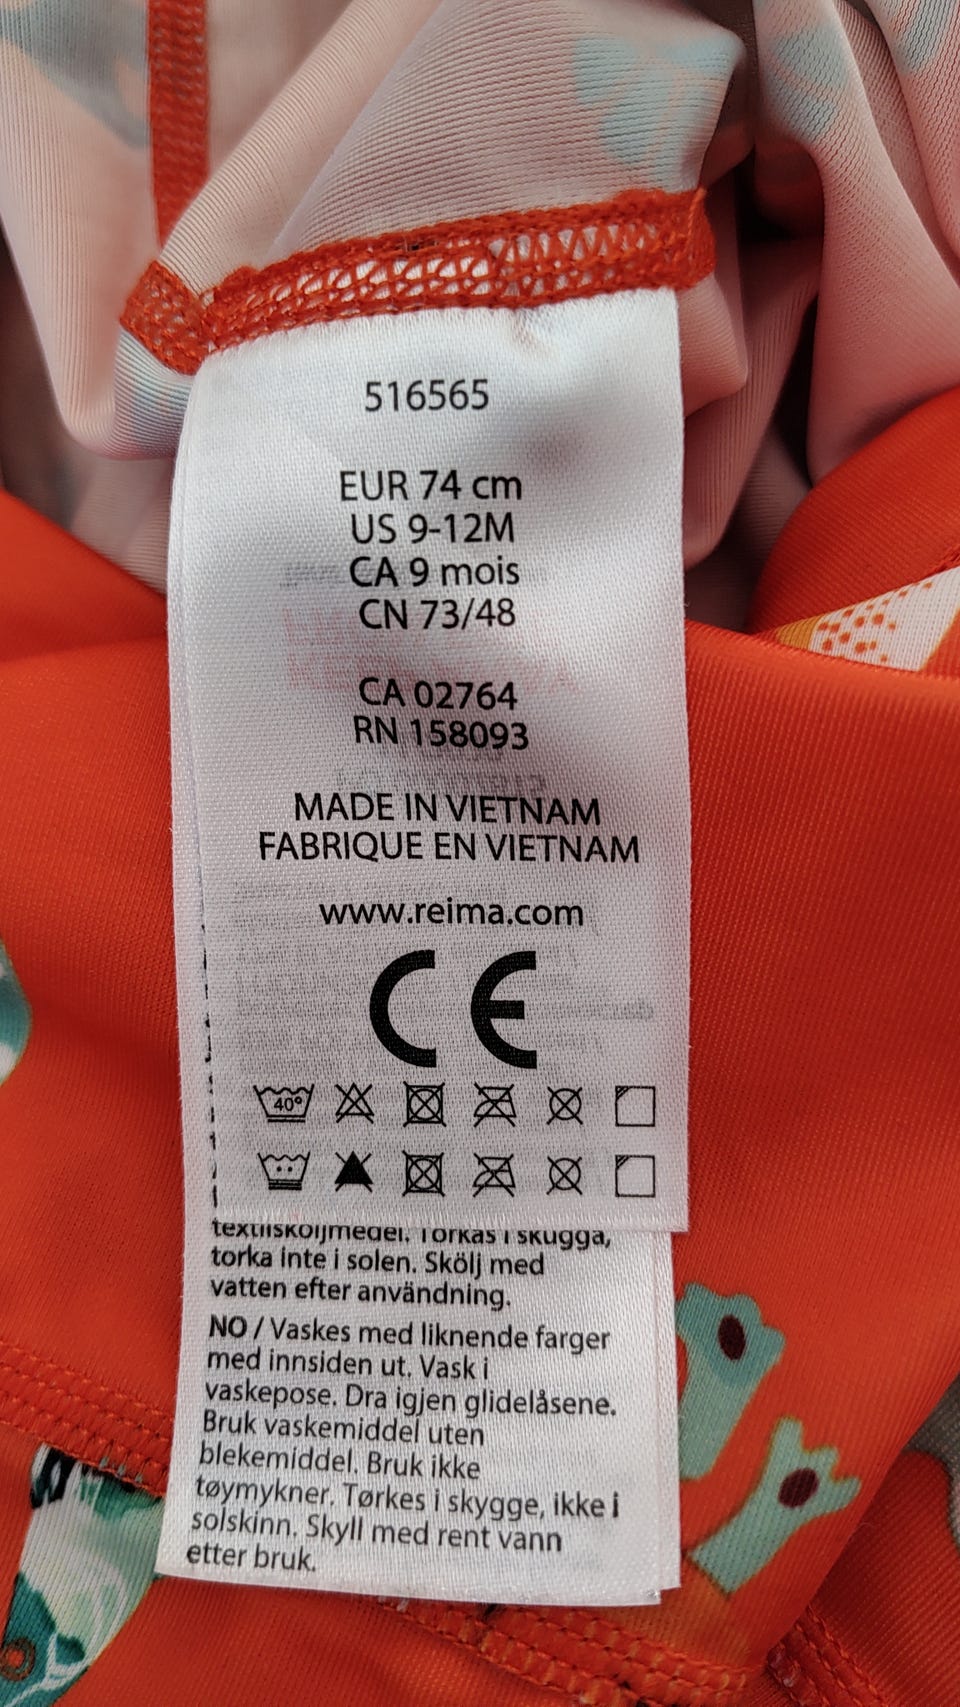 516565
EUR 74 cm
US 9-12M
CA 9 mois
CN 73/48
CA 02764
RN 158093
MADE IN VIETNAM
FABRIQUE EN VIETNAM
www.reima.com
CE
40°
textilsköljmedel. Torkas i skugga,
torka inte i solen. Skölj med
vatten efter användning.
NO / Vaskes med liknende farger
med innsiden ut. Vask i
vaskepose. Dra igjen glidelåsene.
Bruk vaskemiddel uten
blekemiddel. Bruk ikke
tøymykner. Tørkes i skygge, ikke i
solskinn. Skyll med rent vann
etter bruk.